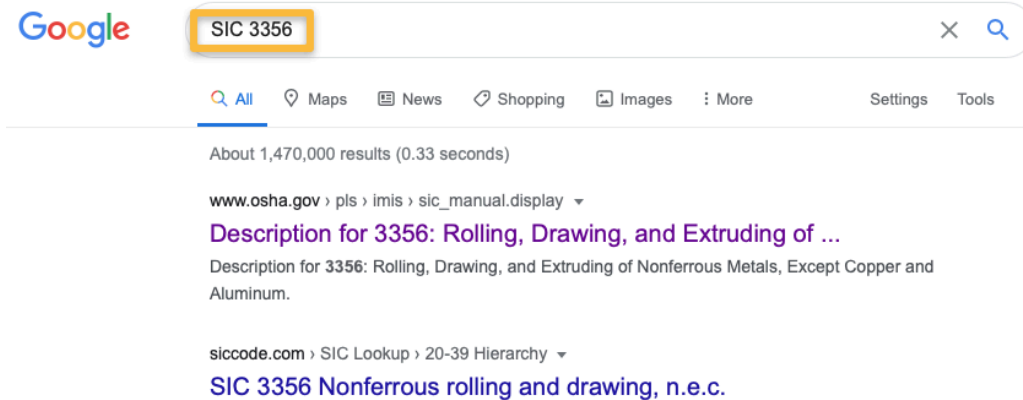 Google
SIC 3356
All Maps News Shopping Images More Settings Tools
About 1,470,000 results (0.33 seconds)
www.osha.gov › pls › imis › sic_manual.display
Description for 3356: Rolling, Drawing, and Extruding of ...
Description for 3356: Rolling, Drawing, and Extruding of Nonferrous Metals, Except Copper and
Aluminum.
siccode.com › SIC Lookup › 20-39 Hierarchy
SIC 3356 Nonferrous rolling and drawing, n.e.c.